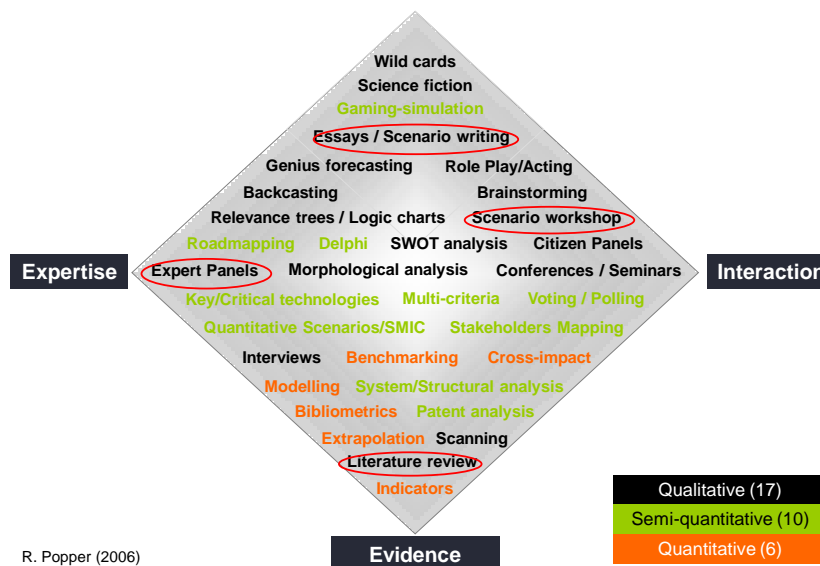 Wild cards
Science fiction
Gaming-simulation
Essays / Scenario writing
Genius forecasting Role Play/Acting
Backcasting Brainstorming
Relevance trees / Logic charts Scenario workshop
Roadmapping Delphi SWOT analysis Citizen Panels
Expertise Expert Panels Morphological analysis Conferences / Seminars Interaction
Key/Critical technologies Multi-criteria Voting / Polling
Quantitative Scenarios/SMIC Stakeholders Mapping
Interviews Benchmarking Cross-impact
Modelling System/Structural analysis
Bibliometrics Patent analysis
Extrapolation Scanning
Literature review
Indicators
Qualitative (17)
Semi-quantitative (10)
Quantitative (6)
R. Popper (2006)
Evidence